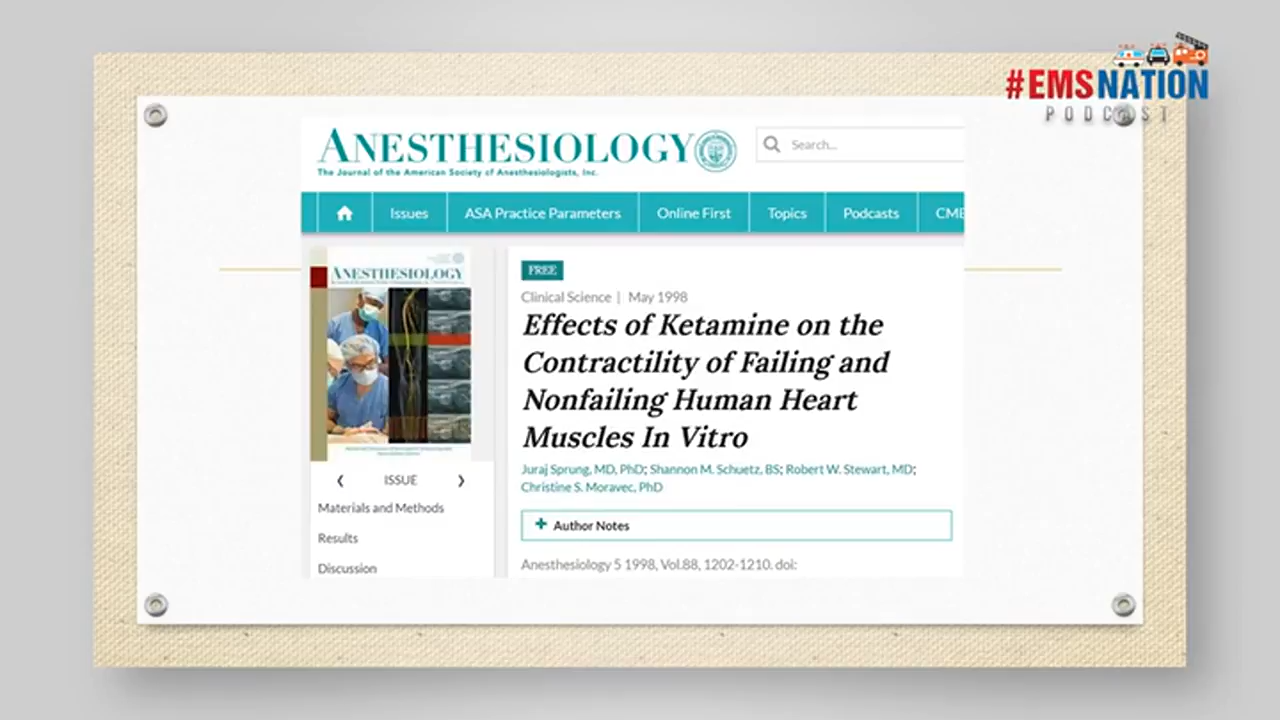 #EMSNATION
PODCAST
ANESTHESIOLOGY
The Journal of the American Society of Anesthesiologists, Inc.
Search...
Issues
ASA Practice Parameters
Online First
Topics
Podcasts
CME
ANESTHESIOLOGY
FREE
Clinical Science | May 1998
Effects of Ketamine on the
Contractility of Failing and
Nonfailing Human Heart
Muscles In Vitro
Juraj Sprung, MD, PhD; Shannon M. Schuetz, BS; Robert W. Stewart, MD;
Christine S. Moravec, PhD
ISSUE
Materials and Methods
Results
Discussion
+ Author Notes
Anesthesiology 5 1998, Vol.88, 1202-1210. doi: